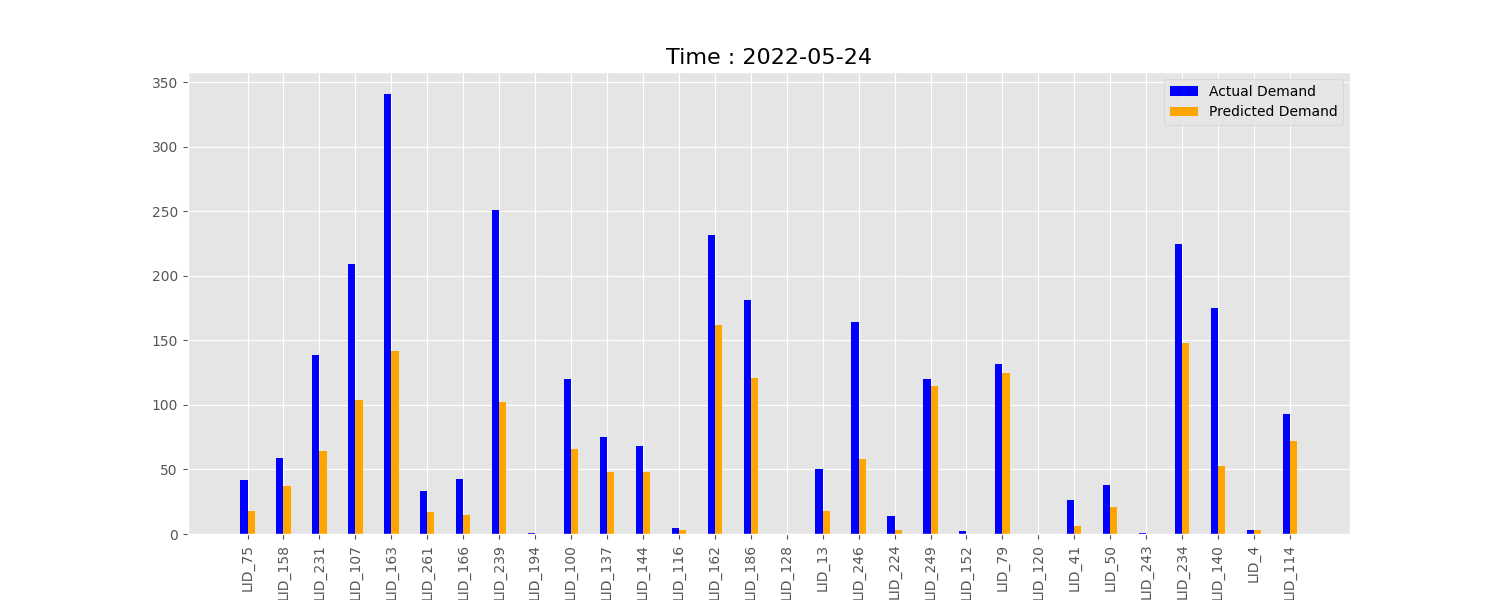 Time : 2022-05-24
Actual Demand
Predicted Demand
350
300
250
200
150
100
50
0
LID_75
LID_158
LID_231
LID_107
LID_163
LID_261
LID_166
LID_239
LID_194
LID_100
LID_137
LID_144
LID_116
LID_162
LID_186
LID_128
LID_13
LID_246
LID_224
LID_249
LID_152
LID_79
LID_120
LID_41
LID_50
LID_243
LID_234
LID_140
LID_4
LID_114